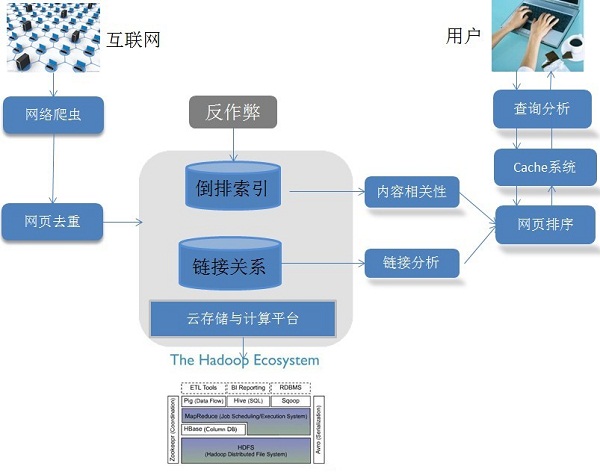 互联网
用户
网络爬虫
反作弊
查询分析
倒排索引
内容相关性
Cache系统
网页去重
网页排序
链接关系
链接分析
云存储与计算平台
The Hadoop Ecosystem
ETL Tools
BI Reporting
RDBMS
Pig (Data Flow)
Hive (SQL)
Sqoop
Zookeepr (Coordination)
Avro (Serialization)
MapReduce (Job Scheduling/Execution System)
HBase (Column DB)
HDFS
(Hadoop Distributed File System)